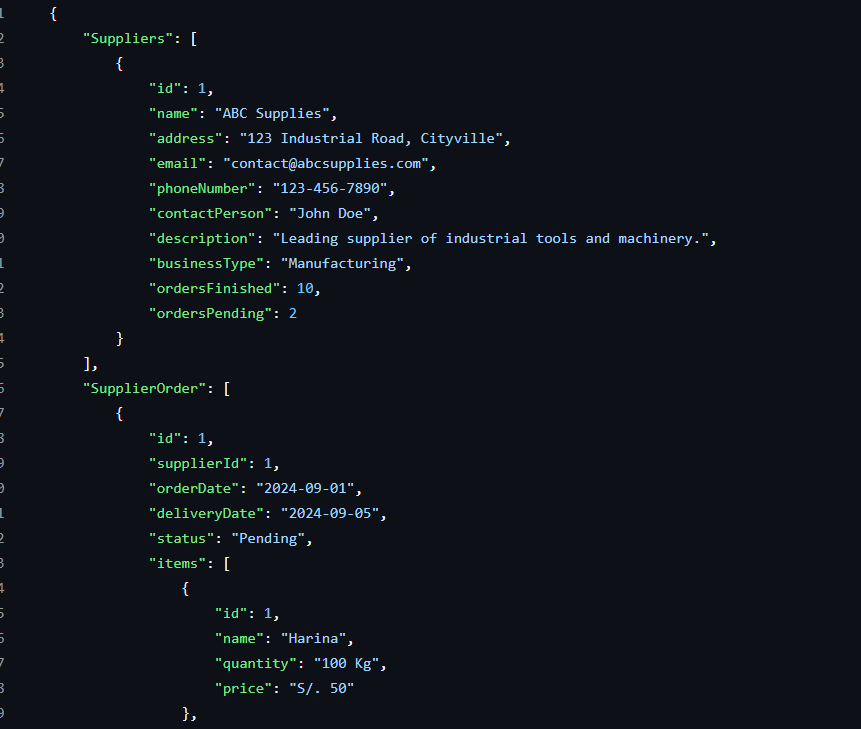 1 {
2 "Suppliers": [
3 {
4 "id": 1,
5 "name": "ABC Supplies",
6 "address": "123 Industrial Road, Cityville",
7 "email": "contact@abcsupplies.com",
8 "phoneNumber": "123-456-7890",
9 "contactPerson": "John Doe",
0 "description": "Leading supplier of industrial tools and machinery.",
1 "businessType": "Manufacturing",
2 "ordersFinished": 10,
3 "ordersPending": 2
4 }
5 ],
6 "SupplierOrder": [
7 {
8 "id": 1,
9 "supplierId": 1,
0 "orderDate": "2024-09-01",
1 "deliveryDate": "2024-09-05",
2 "status": "Pending",
3 "items": [
4 {
5 "id": 1,
6 "name": "Harina",
7 "quantity": "100 Kg",
8 "price": "S/. 50"
9 },